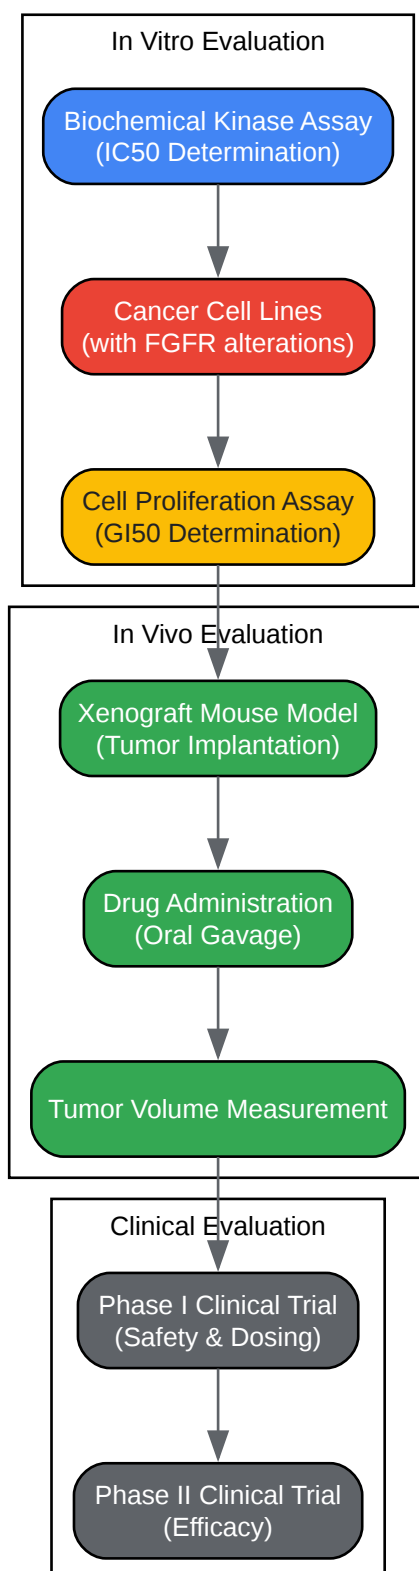 In Vitro Evaluation
Biochemical Kinase Assay
(IC50 Determination)
Cancer Cell Lines
(with FGFR alterations)
Cell Proliferation Assay
(GI50 Determination)
In Vivo Evaluation
Xenograft Mouse Model
(Tumor Implantation)
Drug Administration
(Oral Gavage)
Tumor Volume Measurement
Clinical Evaluation
Phase I Clinical Trial
(Safety & Dosing)
Phase II Clinical Trial
(Efficacy)